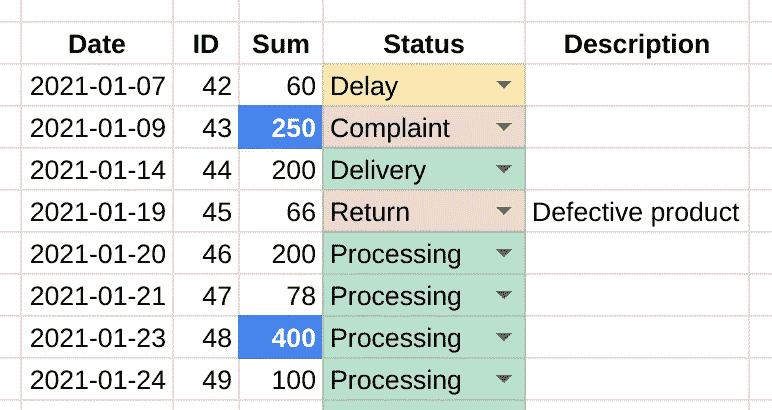 Date ID Sum Status Description
2021-01-07 42 60 Delay
2021-01-09 43 250 Complaint
2021-01-14 44 200 Delivery
2021-01-19 45 66 Return Defective product
2021-01-20 46 200 Processing
2021-01-21 47 78 Processing
2021-01-23 48 400 Processing
2021-01-24 49 100 Processing